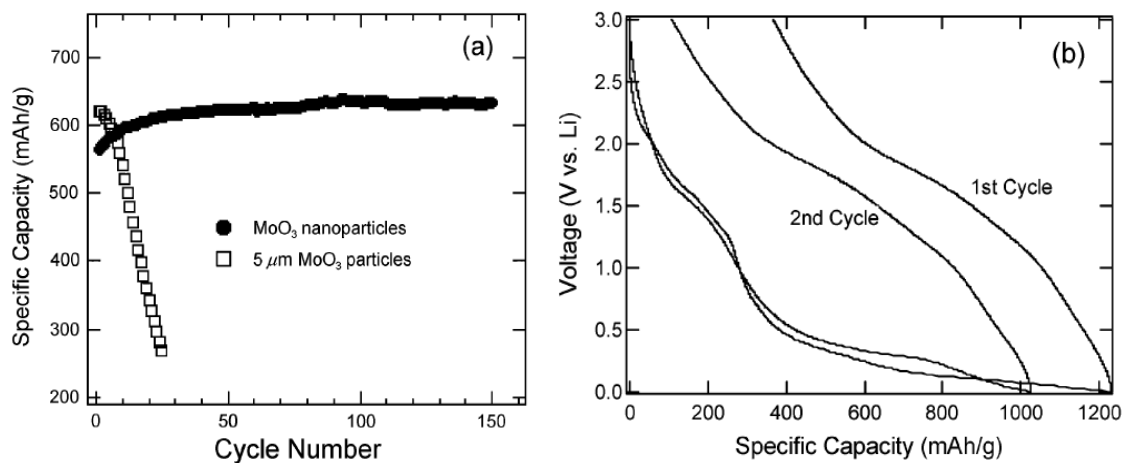 (a)
700
600
500
400
300
200
0
50
100
150
Specific Capacity (mAh/g)
Cycle Number
MoO₃ nanoparticles
5 μm MoO₃ particles
(b)
3.0
2.5
2.0
1.5
1.0
0.5
0.0
0
200
400
600
800
1000
1200
Voltage (V vs. Li)
Specific Capacity (mAh/g)
1st Cycle
2nd Cycle